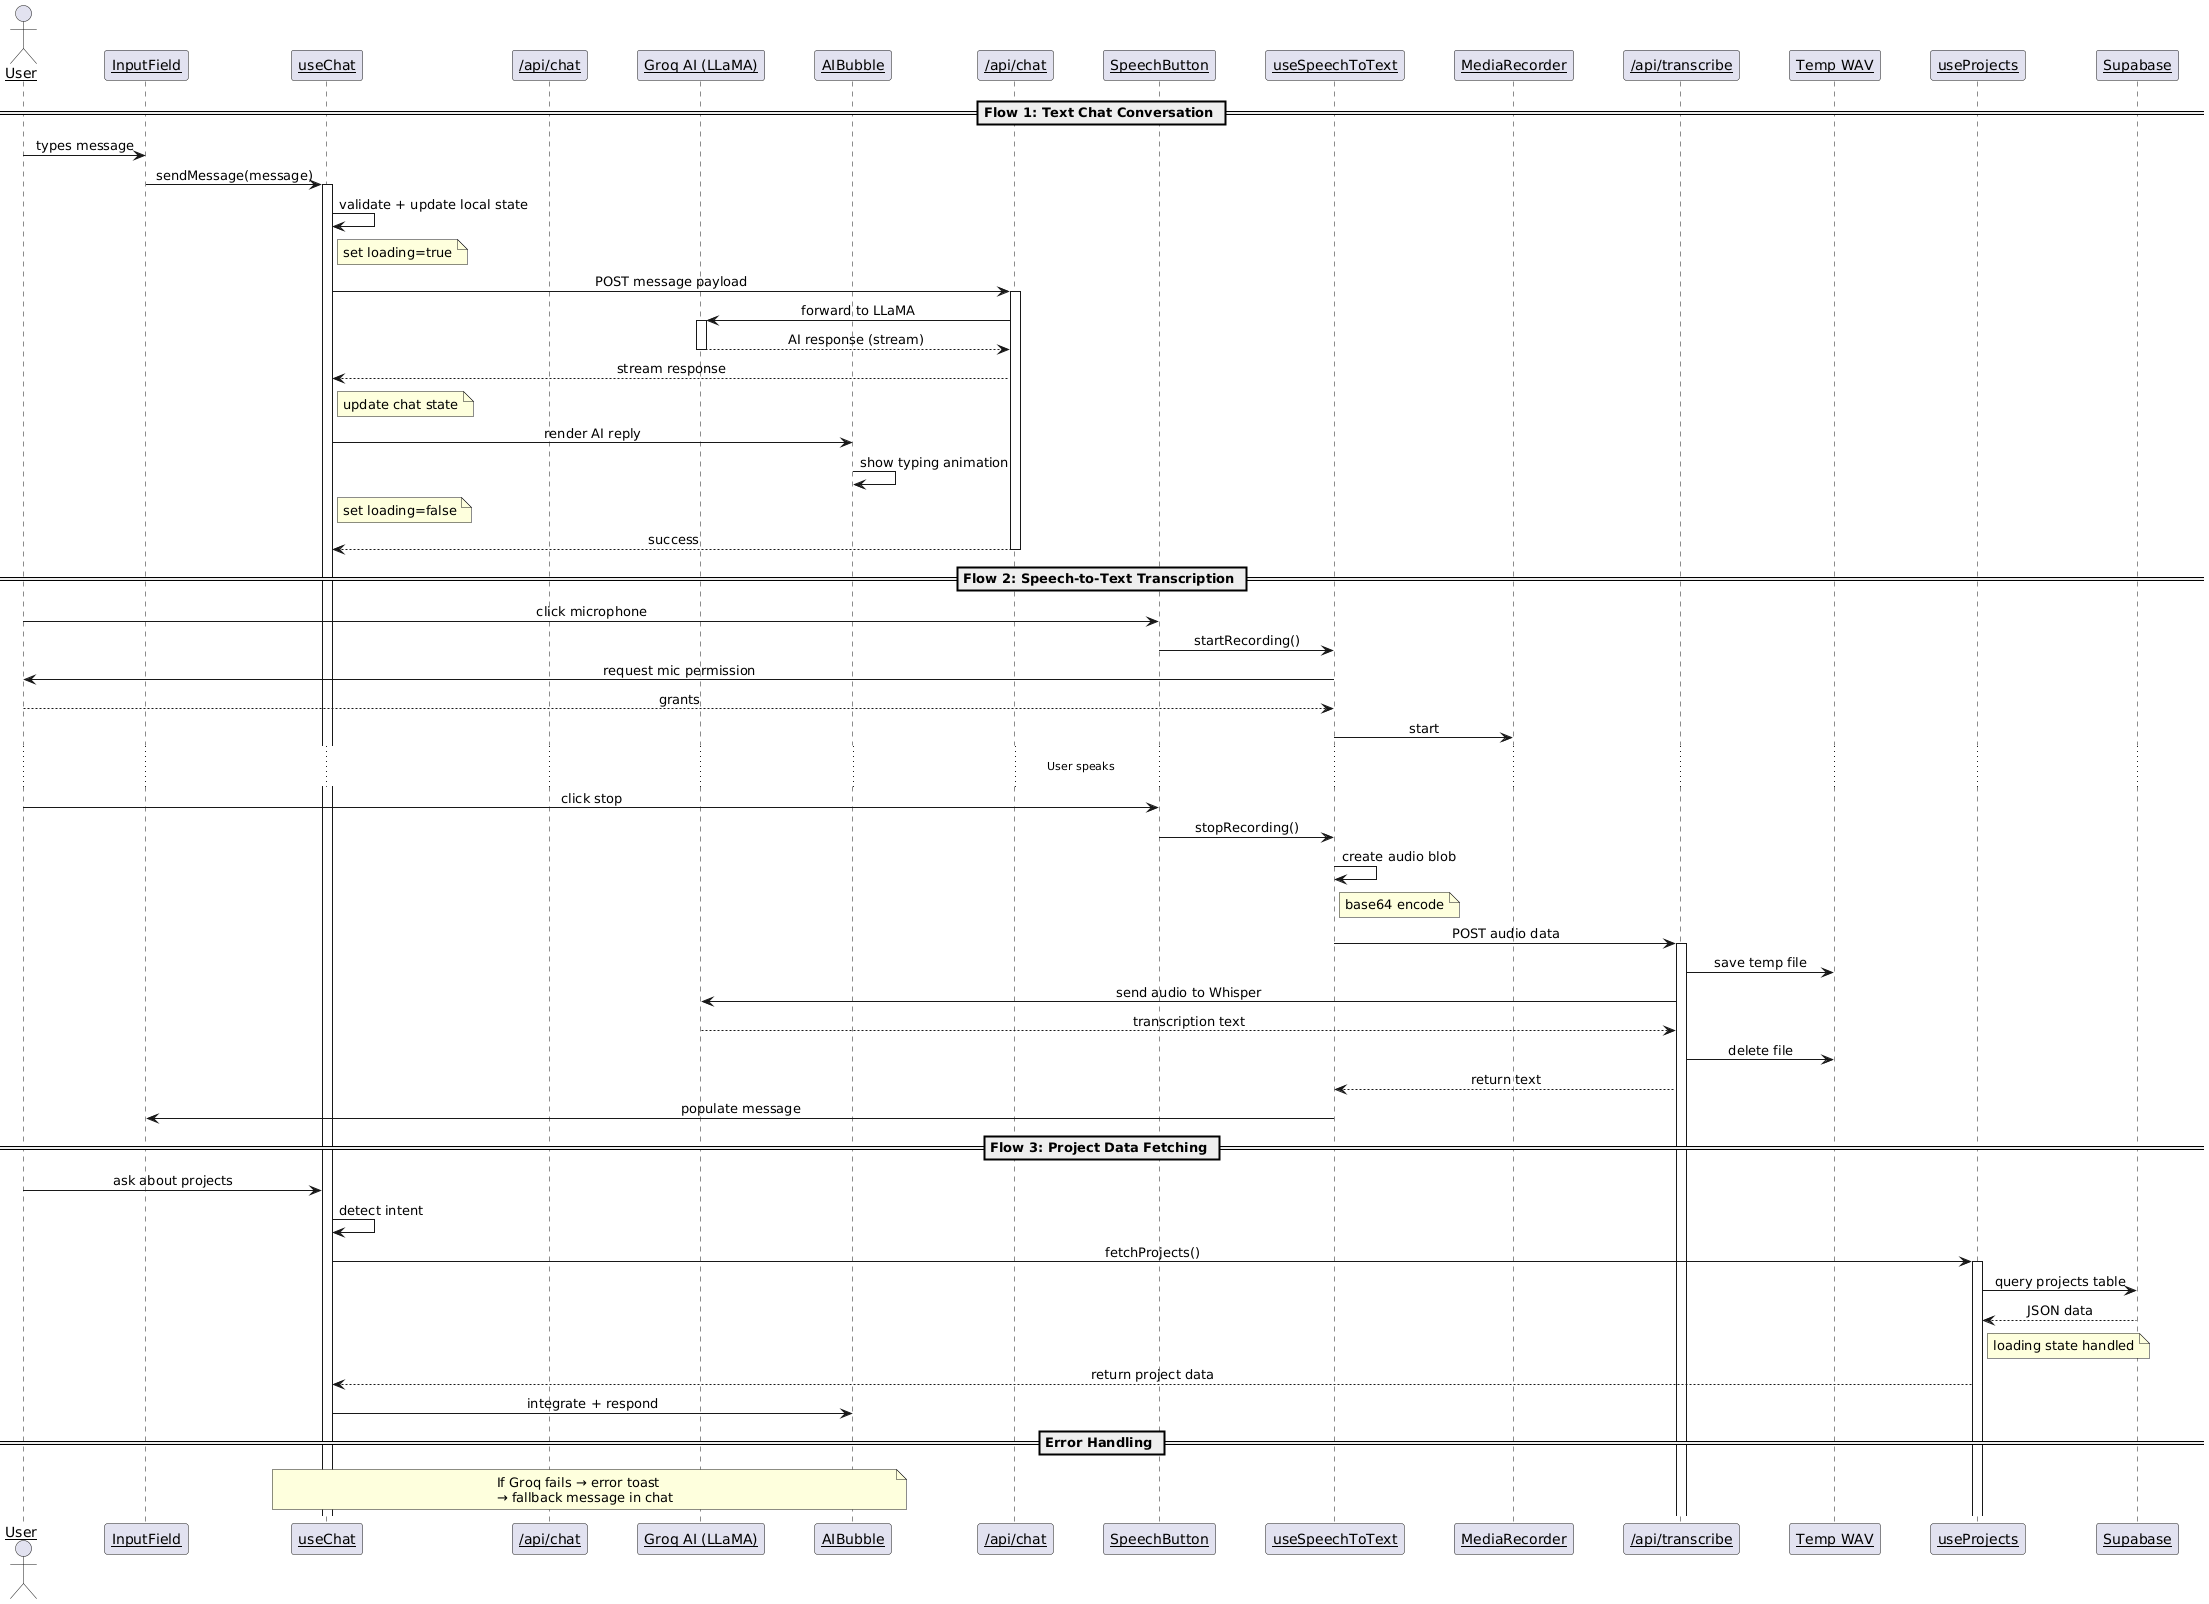 User
InputField
useChat
/api/chat
Groq AI (LLaMA)
AIBubble
/api/chat
SpeechButton
useSpeechToText
MediaRecorder
/api/transcribe
Temp WAV
useProjects
Supabase
Flow 1: Text Chat Conversation
types message
sendMessage(message)
validate + update local state
set loading=true
POST message payload
forward to LLaMA
AI response (stream)
stream response
update chat state
render AI reply
show typing animation
set loading=false
success
Flow 2: Speech-to-Text Transcription
click microphone
startRecording()
request mic permission
grants
start
User speaks
click stop
stopRecording()
create audio blob
base64 encode
POST audio data
save temp file
send audio to Whisper
transcription text
delete file
return text
populate message
Flow 3: Project Data Fetching
ask about projects
detect intent
fetchProjects()
query projects table
JSON data
loading state handled
return project data
integrate + respond
Error Handling
If Groq fails → error toast
→ fallback message in chat
User
InputField
useChat
/api/chat
Groq AI (LLaMA)
AIBubble
/api/chat
SpeechButton
useSpeechToText
MediaRecorder
/api/transcribe
Temp WAV
useProjects
Supabase